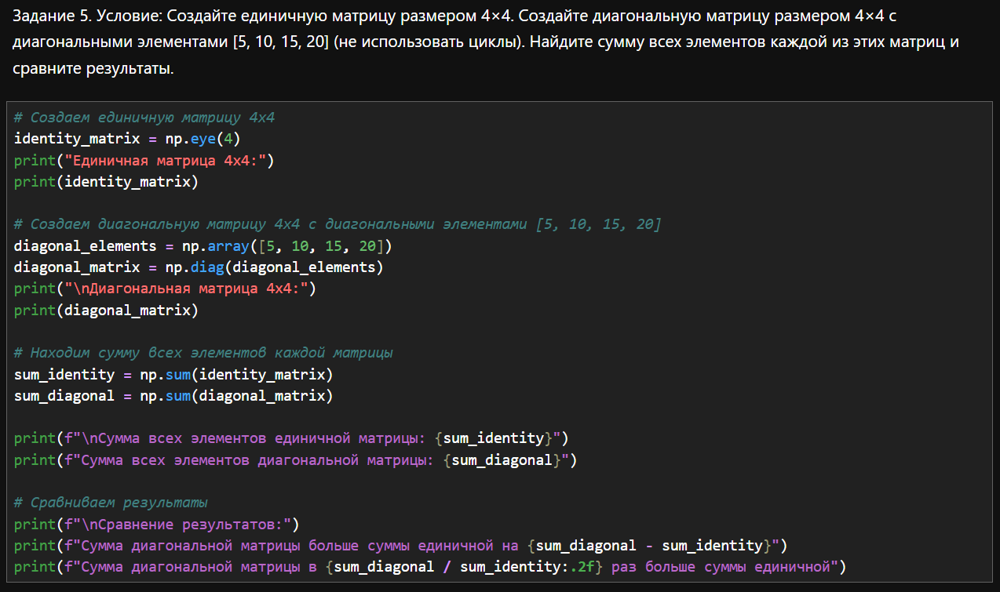 Задание 5. Условие: Создайте единичную матрицу размером 4×4. Создайте диагональную матрицу размером 4×4 с
диагональными элементами [5, 10, 15, 20] (не использовать циклы). Найдите сумму всех элементов каждой из этих матриц и
сравните результаты.
# Создаем единичную матрицу 4x4
identity_matrix = np.eye(4)
print("Единичная матрица 4x4:")
print(identity_matrix)
# Создаем диагональную матрицу 4x4 с диагональными элементами [5, 10, 15, 20]
diagonal_elements = np.array([5, 10, 15, 20])
diagonal_matrix = np.diag(diagonal_elements)
print("\nДиагональная матрица 4x4:")
print(diagonal_matrix)
# Находим сумму всех элементов каждой матрицы
sum_identity = np.sum(identity_matrix)
sum_diagonal = np.sum(diagonal_matrix)
print(f"\nСумма всех элементов единичной матрицы: {sum_identity}")
print(f"Сумма всех элементов диагональной матрицы: {sum_diagonal}")
# Сравниваем результаты
print(f"\nСравнение результатов:")
print(f"Сумма диагональной матрицы больше суммы единичной на {sum_diagonal - sum_identity}")
print(f"Сумма диагональной матрицы в {sum_diagonal / sum_identity:.2f} раз больше суммы единичной")